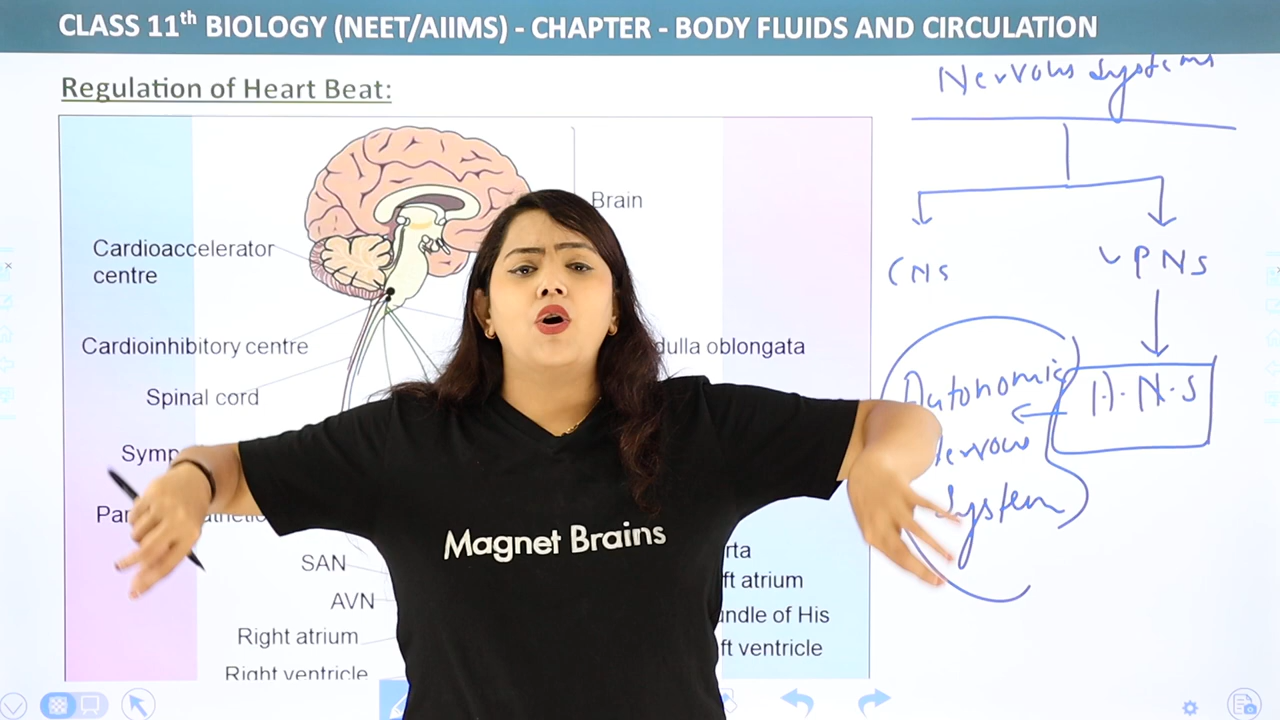 CLASS 11th BIOLOGY (NEET/AIIMS) - CHAPTER - BODY FLUIDS AND CIRCULATION
Regulation of Heart Beat:
Nervous Systems
Brain
Cardioaccelerator
centre
CNS
PNS
Cardioinhibitory centre
dulla oblongata
Spinal cord
Autonomic
A.N.S
nervous
System
Symp
Magnet Brains
SAN
rta
ft atrium
AVN
undle of His
Right atrium
ft ventricle
Right ventricle